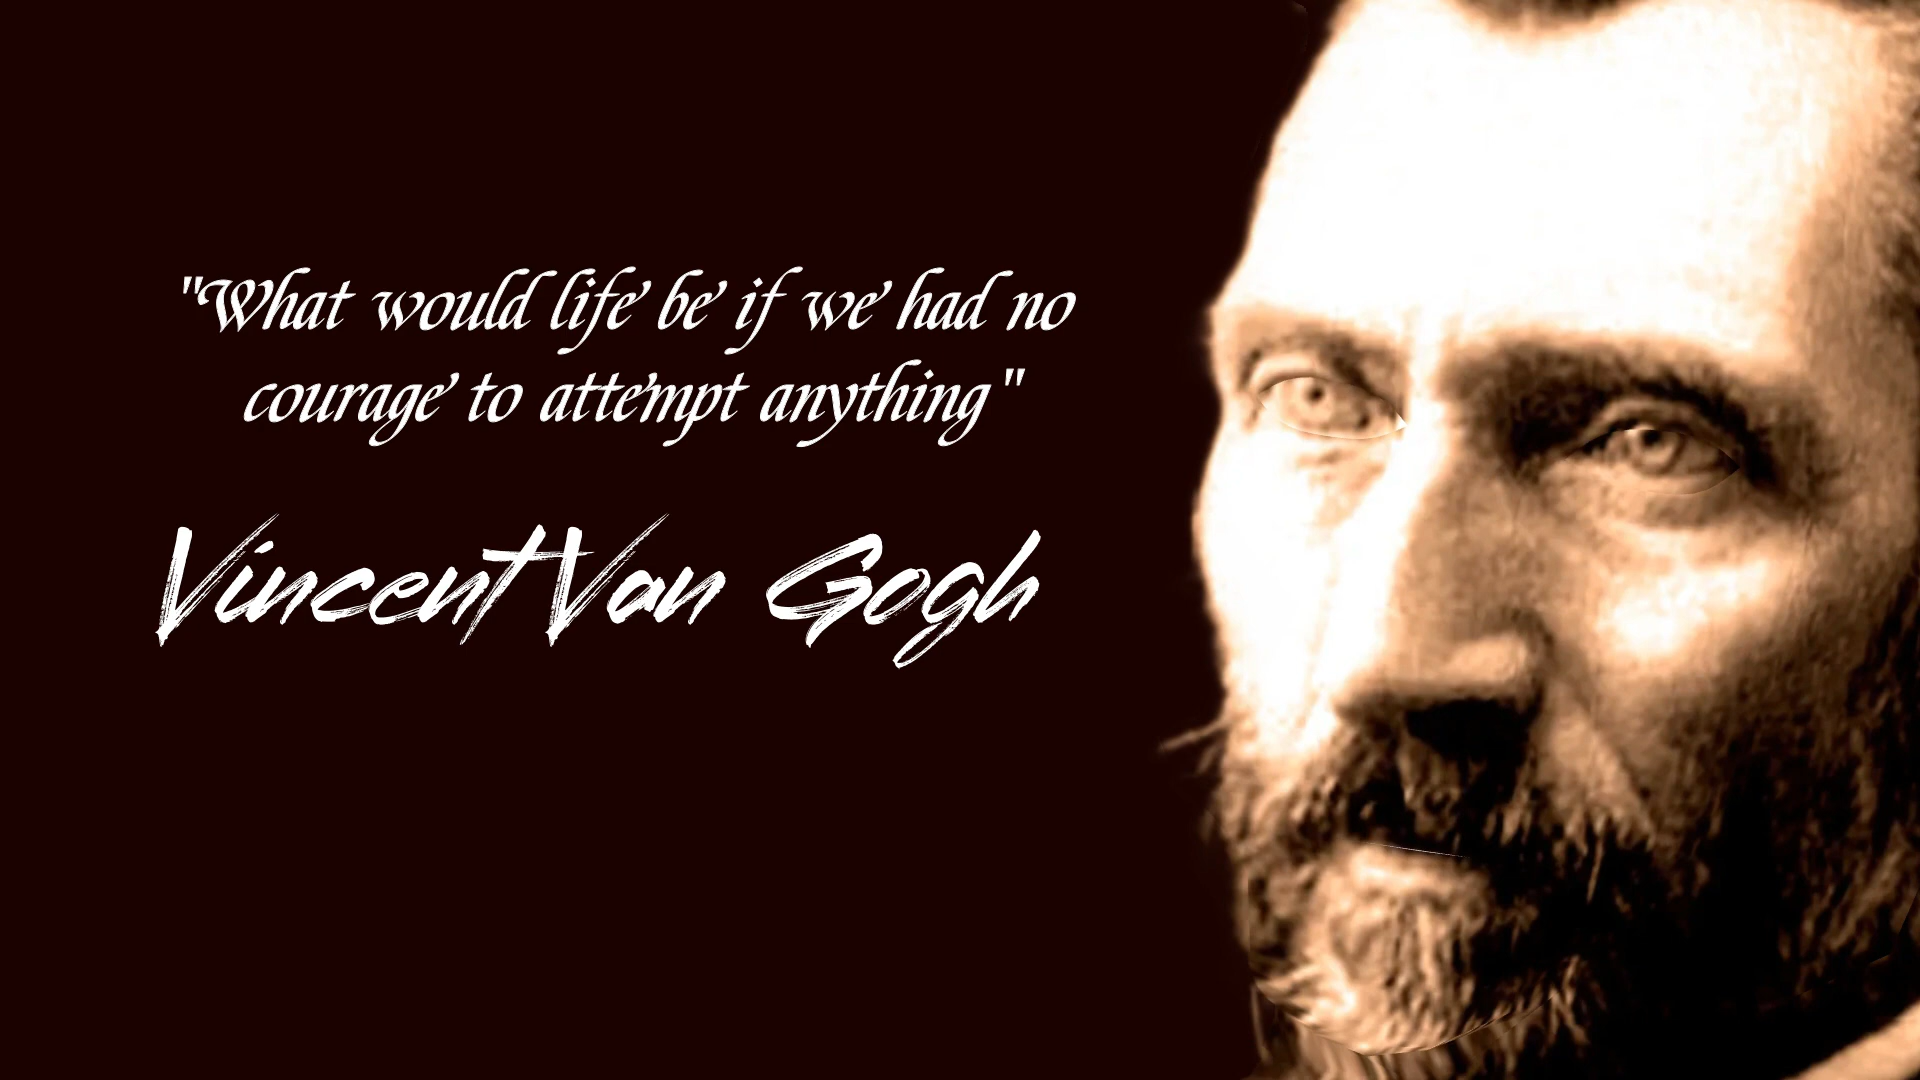 "What would life be if we had no
courage to attempt anything"
Vincent Van Gogh